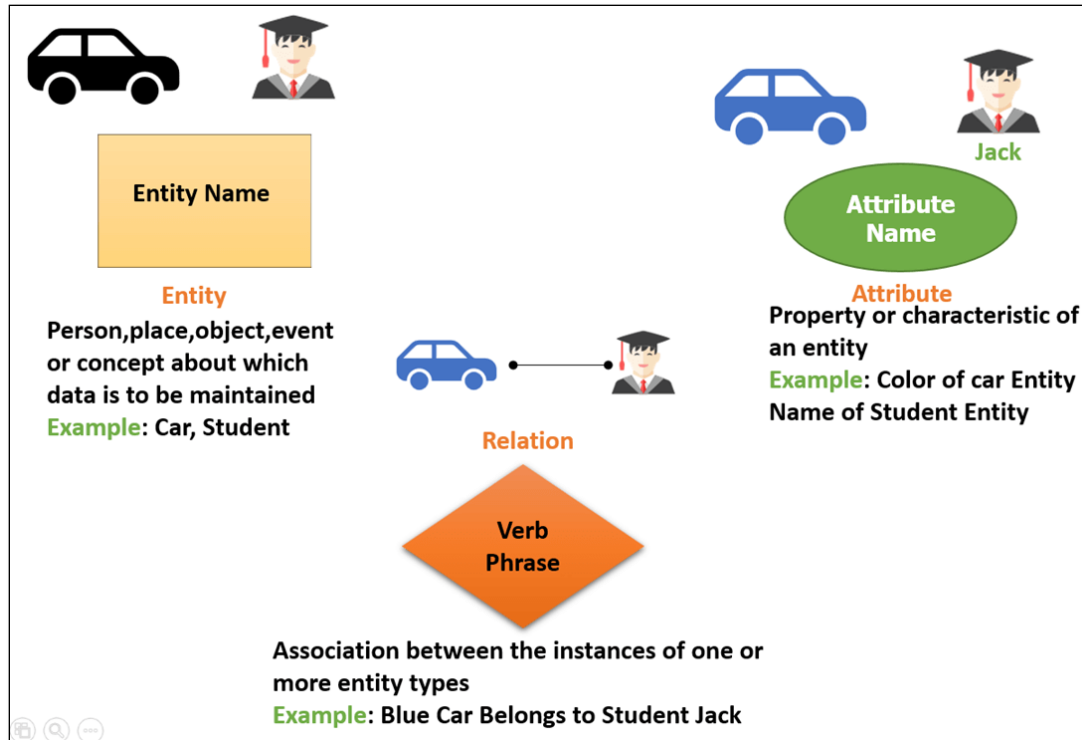 Entity Name
Entity
Person,place,object,event
or concept about which
data is to be maintained
Example: Car, Student
Jack
Attribute
Name
Attribute
Property or characteristic of
an entity
Example: Color of car Entity
Name of Student Entity
Relation
Verb
Phrase
Association between the instances of one or
more entity types
Example: Blue Car Belongs to Student Jack